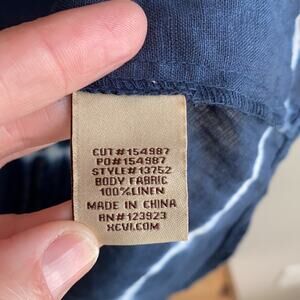 CUT#154987
PO#154987
STYLE#13752
BODY FABRIC
100%LINEN
MADE IN CHINA
RN#123923
XCVI.COM